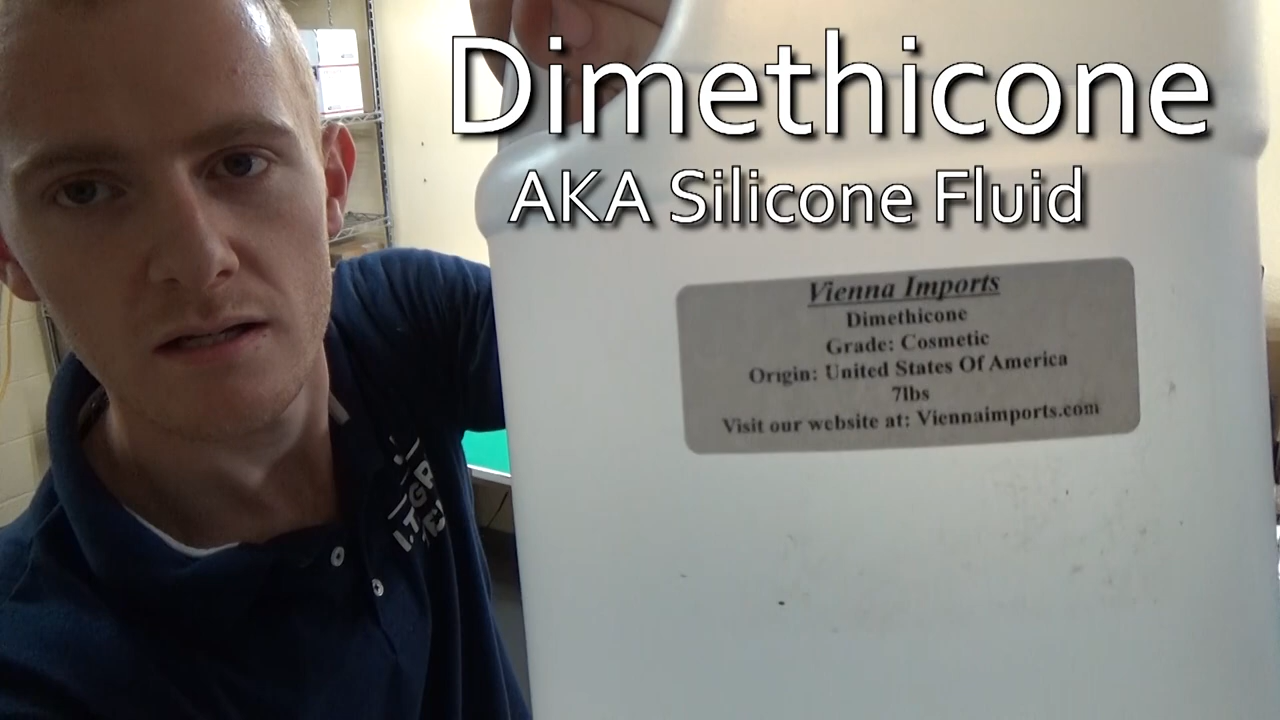 Dimethicone
AKA Silicone Fluid
Vienna Imports
Dimethicone
Grade: Cosmetic
Origin: United States Of America
7lbs
Visit our website at: Viennaimports.com